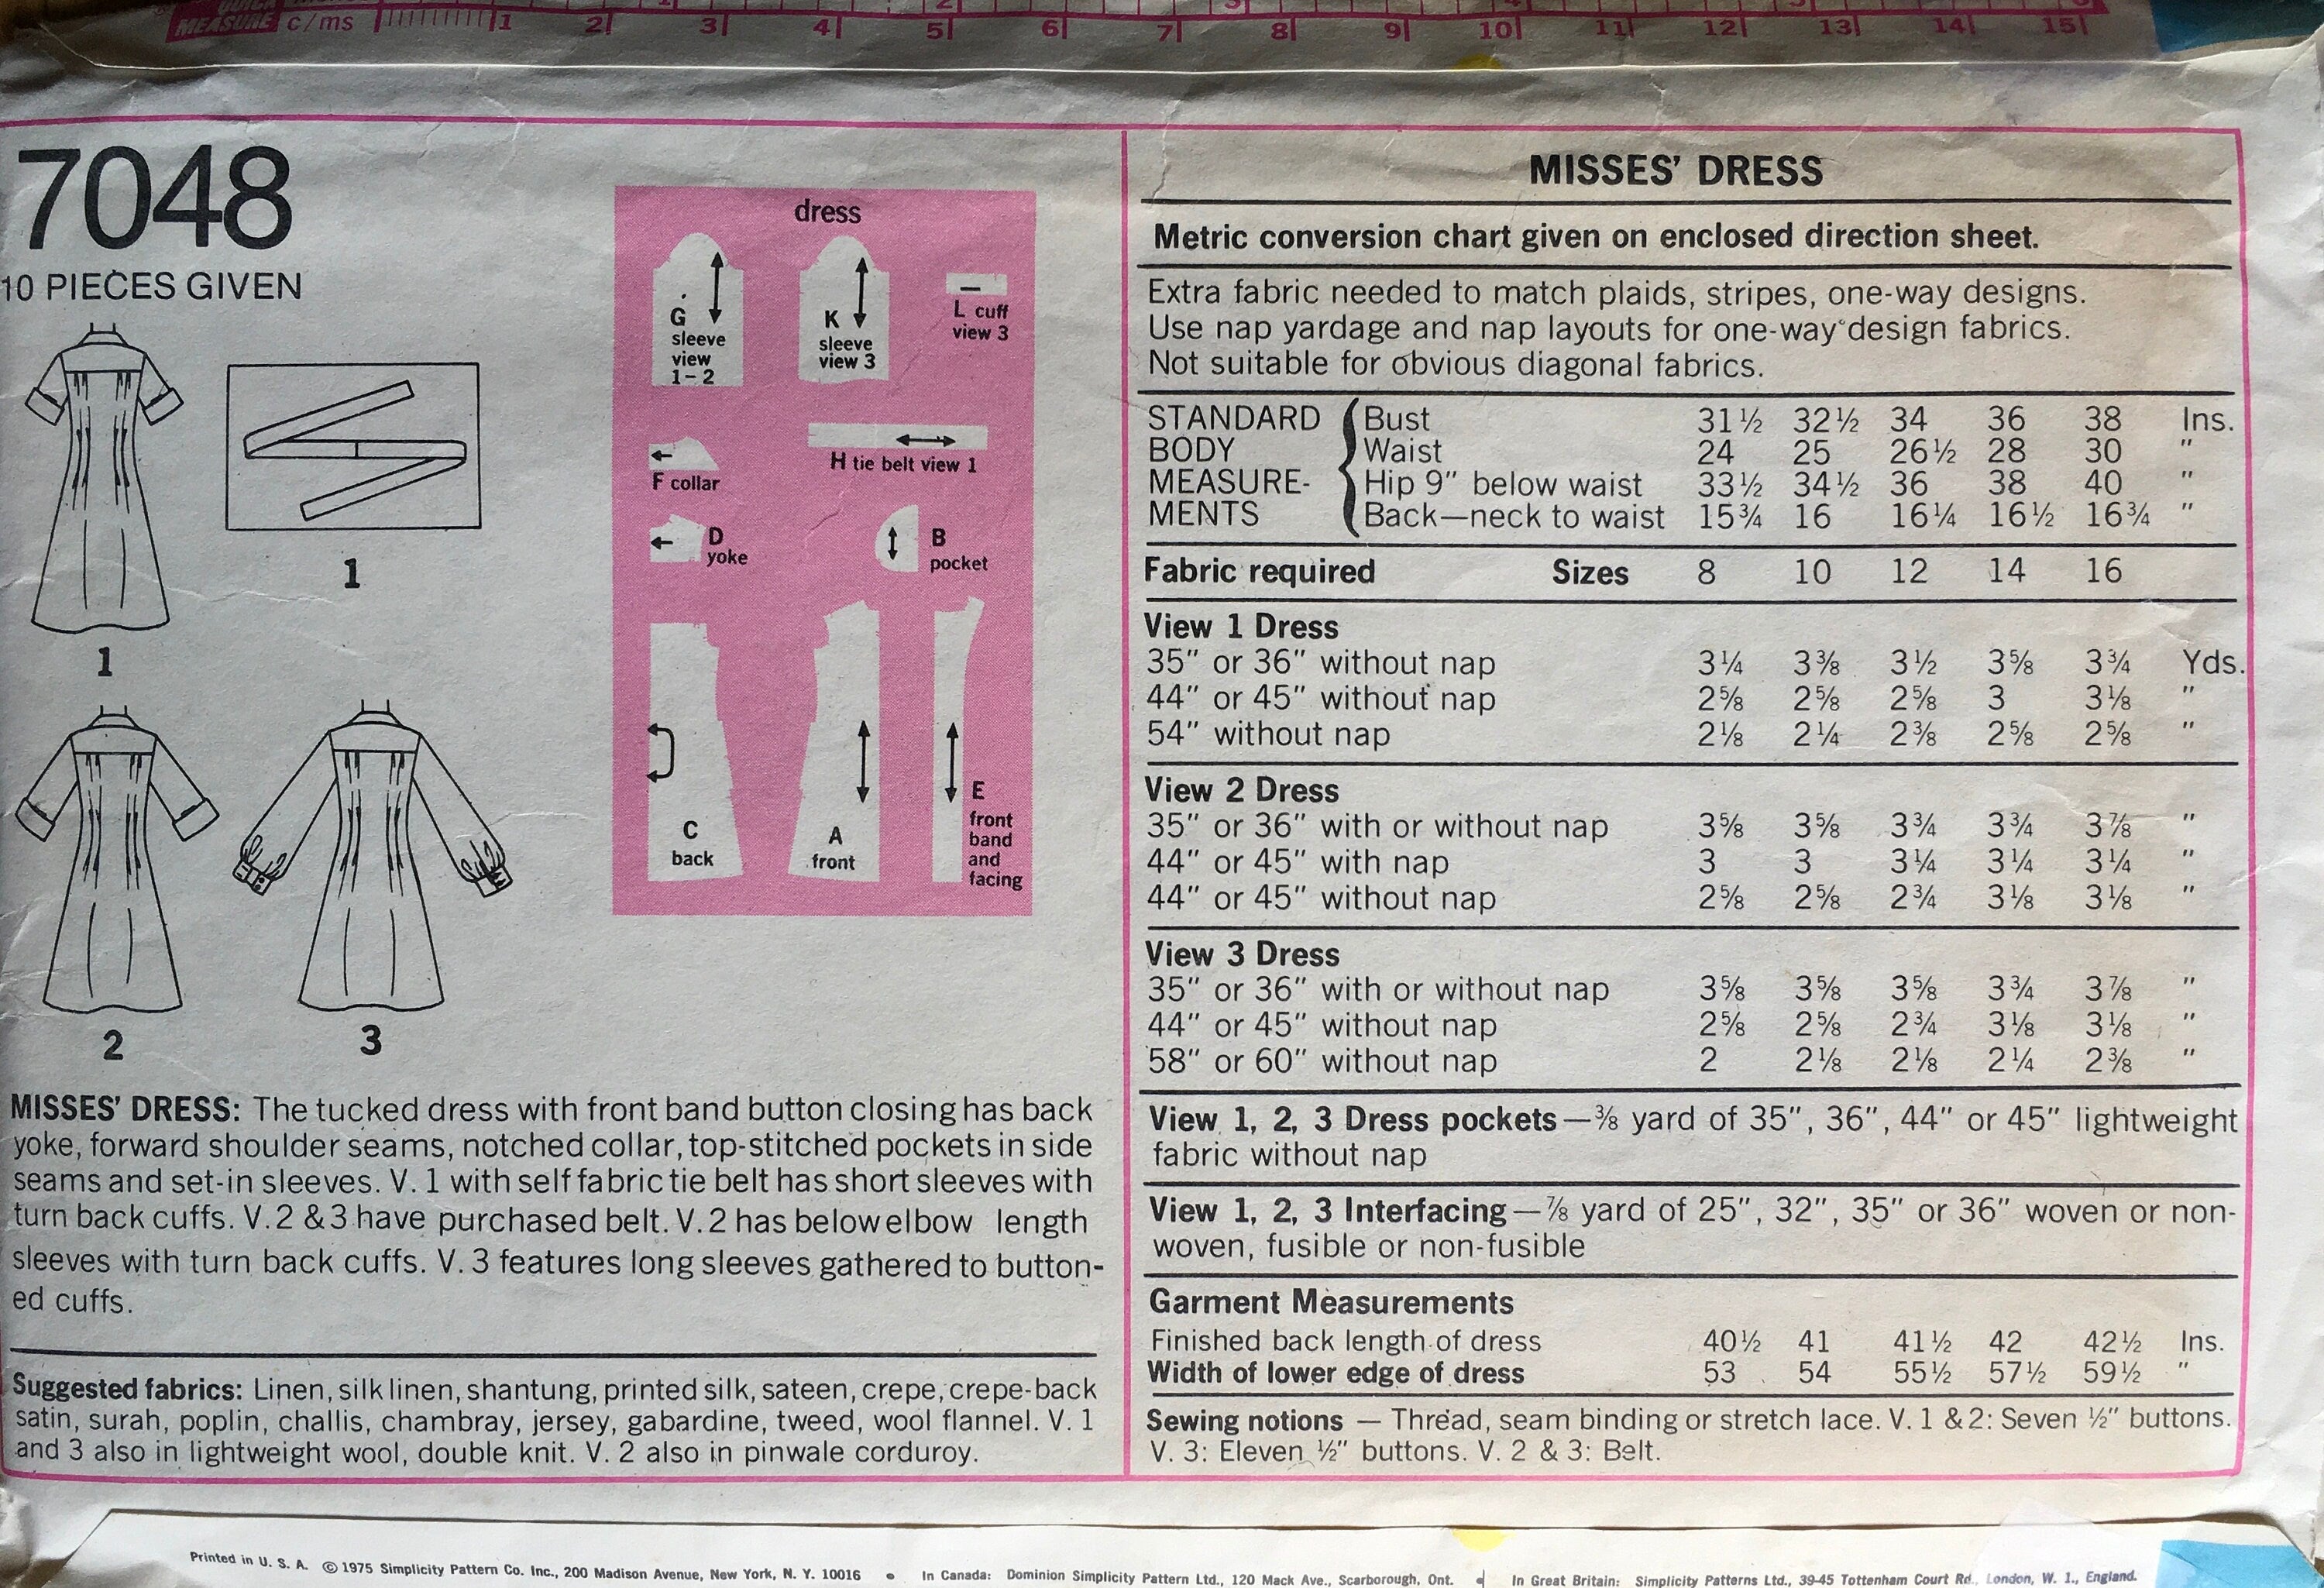 QUICK
MEASURE c/ms 1 2 3 4 5 6 7 8 9 10 11 12 13 14 15
7048
10 PIECES GIVEN
1
1
2
3
dress
G
sleeve
view
1-2
K
sleeve
view 3
L cuff
view 3
F collar
H tie belt view 1
D
yoke
B
pocket
C
back
A
front
E
front
band
and
facing
MISSES' DRESS: The tucked dress with front band button closing has back
yoke, forward shoulder seams, notched collar, top-stitched pockets in side
seams and set-in sleeves. V. 1 with self fabric tie belt has short sleeves with
turn back cuffs. V. 2 & 3 have purchased belt. V. 2 has below elbow length
sleeves with turn back cuffs. V. 3 features long sleeves gathered to button-
ed cuffs.
Suggested fabrics: Linen, silk linen, shantung, printed silk, sateen, crepe, crepe-back
satin, surah, poplin, challis, chambray, jersey, gabardine, tweed, wool flannel. V. 1
and 3 also in lightweight wool, double knit. V. 2 also in pinwale corduroy.
MISSES' DRESS
Metric conversion chart given on enclosed direction sheet.
Extra fabric needed to match plaids, stripes, one-way designs.
Use nap yardage and nap layouts for one-way design fabrics.
Not suitable for obvious diagonal fabrics.
STANDARD Bust 31½ 32½ 34 36 38 Ins.
BODY Waist 24 25 26½ 28 30 "
MEASURE- Hip 9" below waist 33½ 34½ 36 38 40 "
MENTS Back—neck to waist 15¾ 16 16¼ 16½ 16¾ "
Fabric required Sizes 8 10 12 14 16
View 1 Dress
35" or 36" without nap 3¼ 3⅜ 3½ 3⅝ 3¾ Yds.
44" or 45" without nap 2⅝ 2⅝ 2⅝ 3 3⅛ "
54" without nap 2⅛ 2¼ 2⅜ 2⅝ 2⅝ "
View 2 Dress
35" or 36" with or without nap 3⅝ 3⅝ 3¾ 3¾ 3⅞ "
44" or 45" with nap 3 3 3¼ 3¼ 3¼ "
44" or 45" without nap 2⅝ 2⅝ 2¾ 3⅛ 3⅛ "
View 3 Dress
35" or 36" with or without nap 3⅝ 3⅝ 3⅝ 3¾ 3⅞ "
44" or 45" without nap 2⅝ 2⅝ 2¾ 3⅛ 3⅛ "
58" or 60" without nap 2 2⅛ 2⅛ 2¼ 2⅜ "
View 1, 2, 3 Dress pockets—⅜ yard of 35", 36", 44" or 45" lightweight
fabric without nap
View 1, 2, 3 Interfacing—⅞ yard of 25", 32", 35" or 36" woven or non-
woven, fusible or non-fusible
Garment Measurements
Finished back length of dress 40½ 41 41½ 42 42½ Ins.
Width of lower edge of dress 53 54 55½ 57½ 59½ "
Sewing notions — Thread, seam binding or stretch lace. V. 1 & 2: Seven ½" buttons.
V. 3: Eleven ½" buttons. V. 2 & 3: Belt.
Printed in U. S. A. © 1975 Simplicity Pattern Co. Inc., 200 Madison Avenue, New York, N. Y. 10016 • In Canada: Dominion Simplicity Pattern Ltd., 120 Mack Ave., Scarborough, Ont. • In Great Britain: Simplicity Patterns Ltd., 39-45 Tottenham Court Rd., London, W. 1., England.